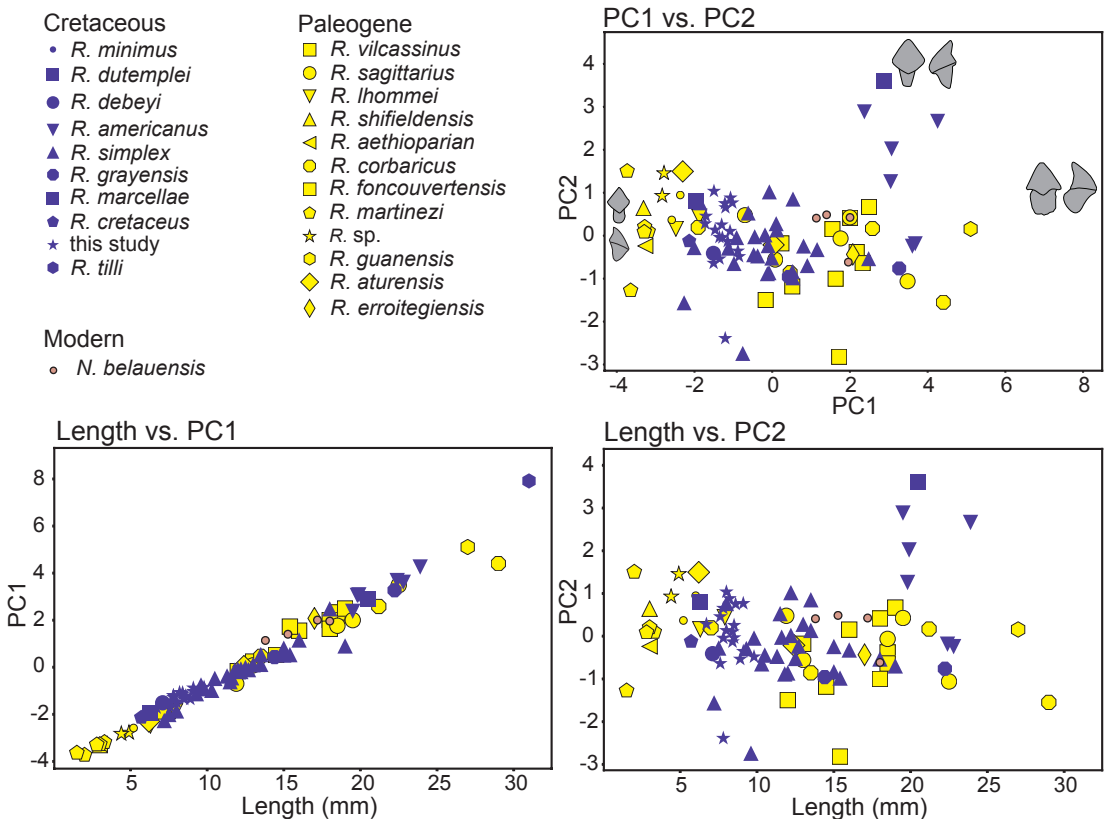 Cretaceous
R. minimus
R. dutemplei
R. debeyi
R. americanus
R. simplex
R. grayensis
R. marcellae
R. cretaceus
this study
R. tilli
Modern
N. belauensis
Paleogene
R. vilcassinus
R. sagittarius
R. lhommei
R. shifieldensis
R. aethioparian
R. corbaricus
R. foncouvertensis
R. martinezi
R. sp.
R. guanensis
R. aturensis
R. erroitegiensis
PC1 vs. PC2
4
3
2
1
0
-1
-2
-3
PC2
-4 -2 0 2 4 6 8
PC1
Length vs. PC1
8
6
4
2
0
-2
-4
PC1
5 10 15 20 25 30
Length (mm)
Length vs. PC2
4
3
2
1
0
-1
-2
-3
PC2
5 10 15 20 25 30
Length (mm)